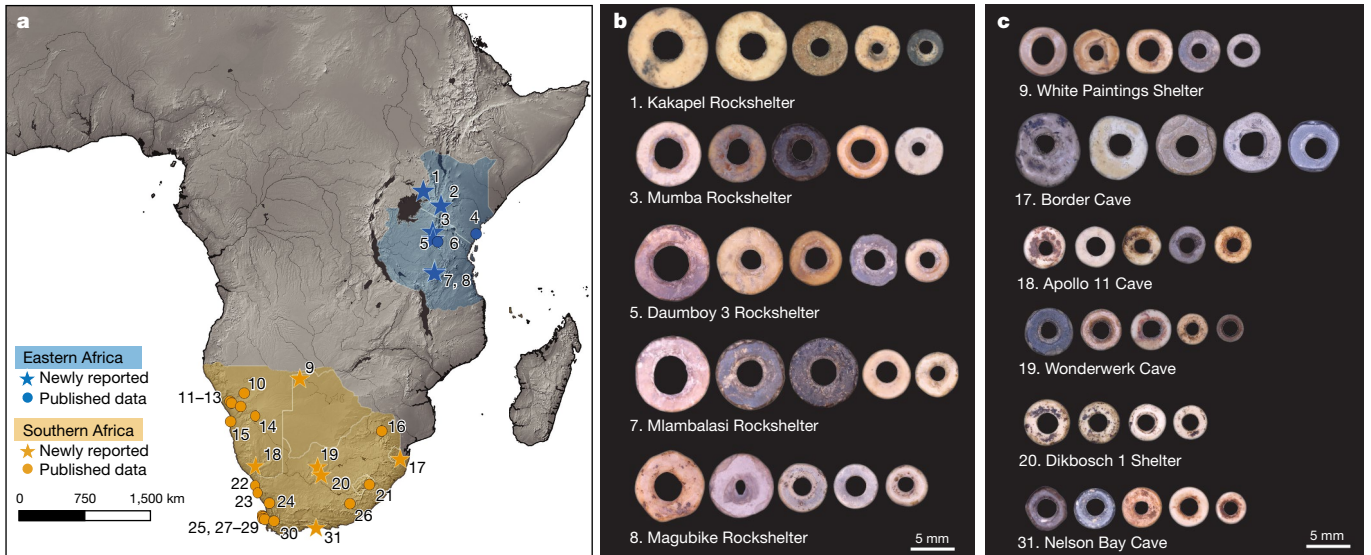 a
1
2
3
4
5
6
7, 8
Eastern Africa
Newly reported
Published data
Southern Africa
Newly reported
Published data
0 750 1,500 km
9
10
11–13
14
15
16
17
18
19
20
21
22
23
24
25, 27–29
26
30
31
b
1. Kakapel Rockshelter
3. Mumba Rockshelter
5. Daumboy 3 Rockshelter
7. Mlambalasi Rockshelter
8. Magubike Rockshelter
5 mm
c
9. White Paintings Shelter
17. Border Cave
18. Apollo 11 Cave
19. Wonderwerk Cave
20. Dikbosch 1 Shelter
31. Nelson Bay Cave
5 mm